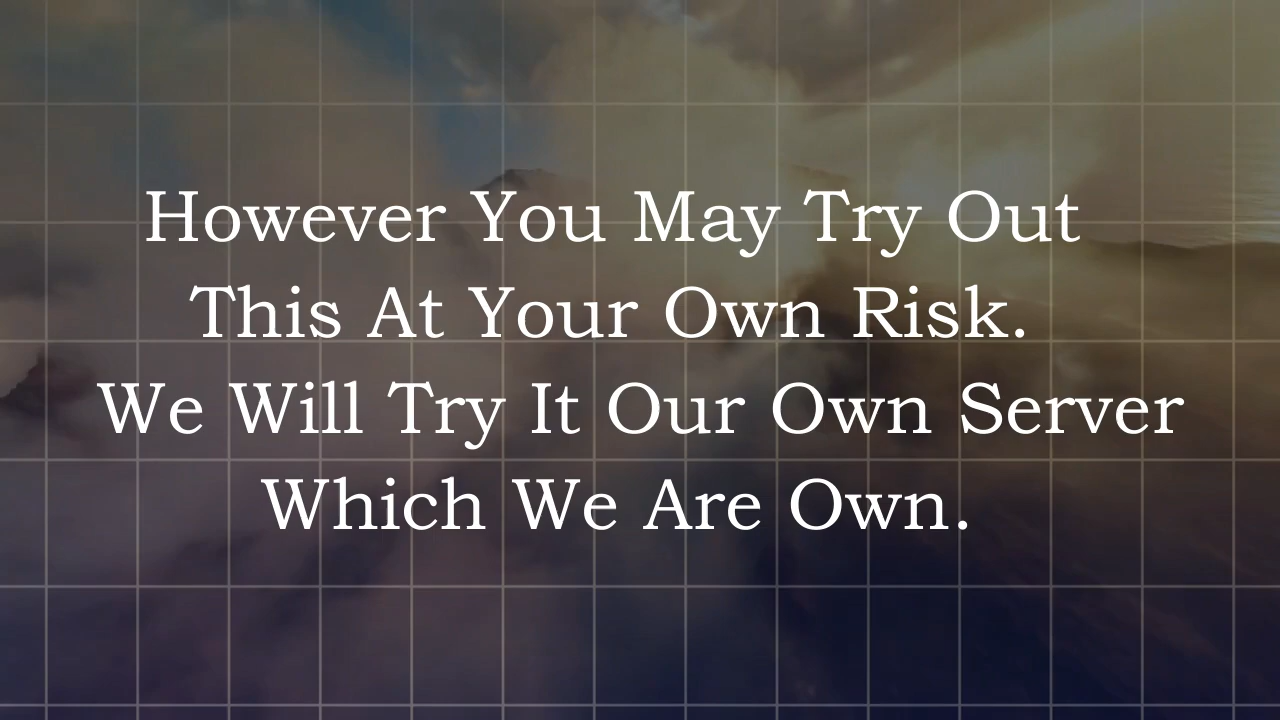 However You May Try Out
This At Your Own Risk.
We Will Try It Our Own Server
Which We Are Own.